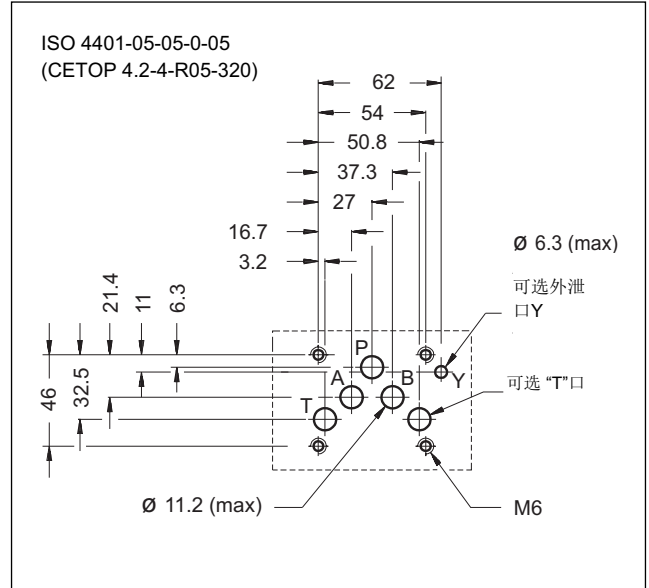 ISO 4401-05-05-0-05
(CETOP 4.2-4-R05-320)
62
54
50.8
37.3
27
16.7
3.2
Ø 6.3 (max)
可选外泄
口Y
21.4
11
6.3
P
A
B
Y
可选 “T”口
T
46
32.5
Ø 11.2 (max)
M6